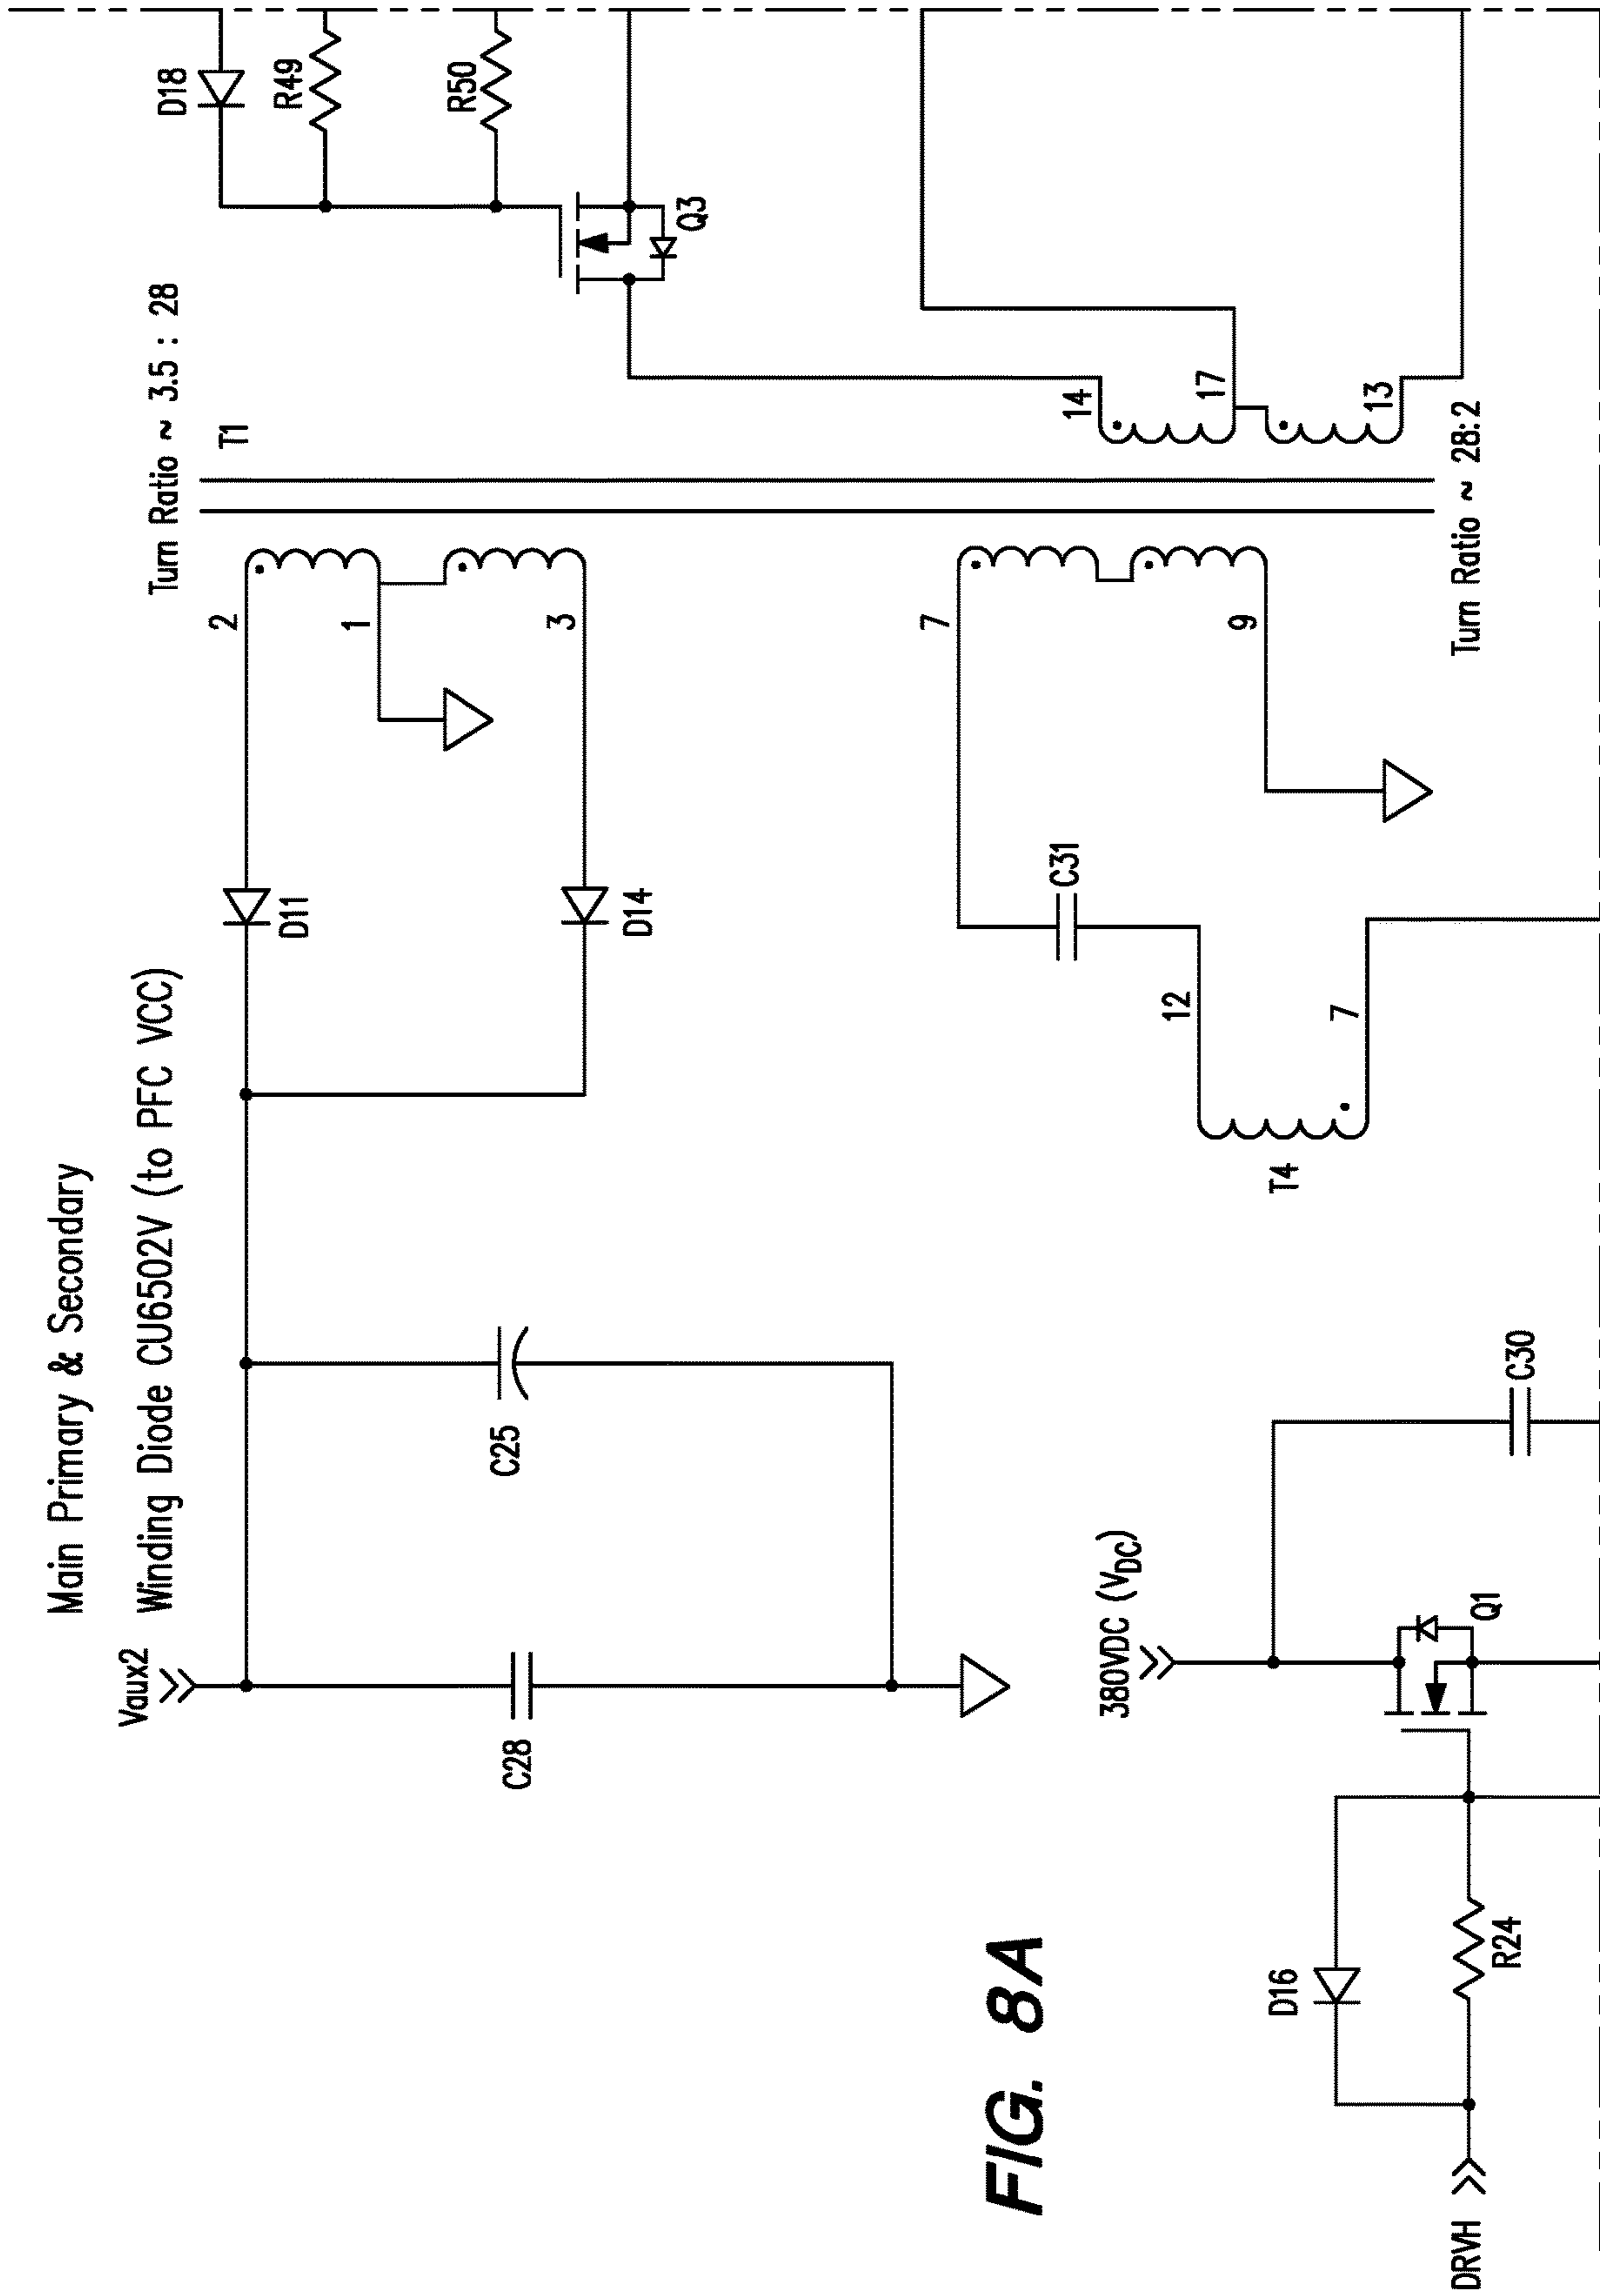 Main Primary & Secondary
Winding Diode CU6502V (to PFC VCC)
Turn Ratio ~ 3.5 : 28
T1
D18
R49
R50
Q3
Vaux2
C28
C25
D11
D14
2
1
3
14
17
13
7
9
C31
12
7
T4
Turn Ratio ~ 28:2
380VDC (VDC)
C30
Q1
D16
R24
DRVH
FIG. 8A